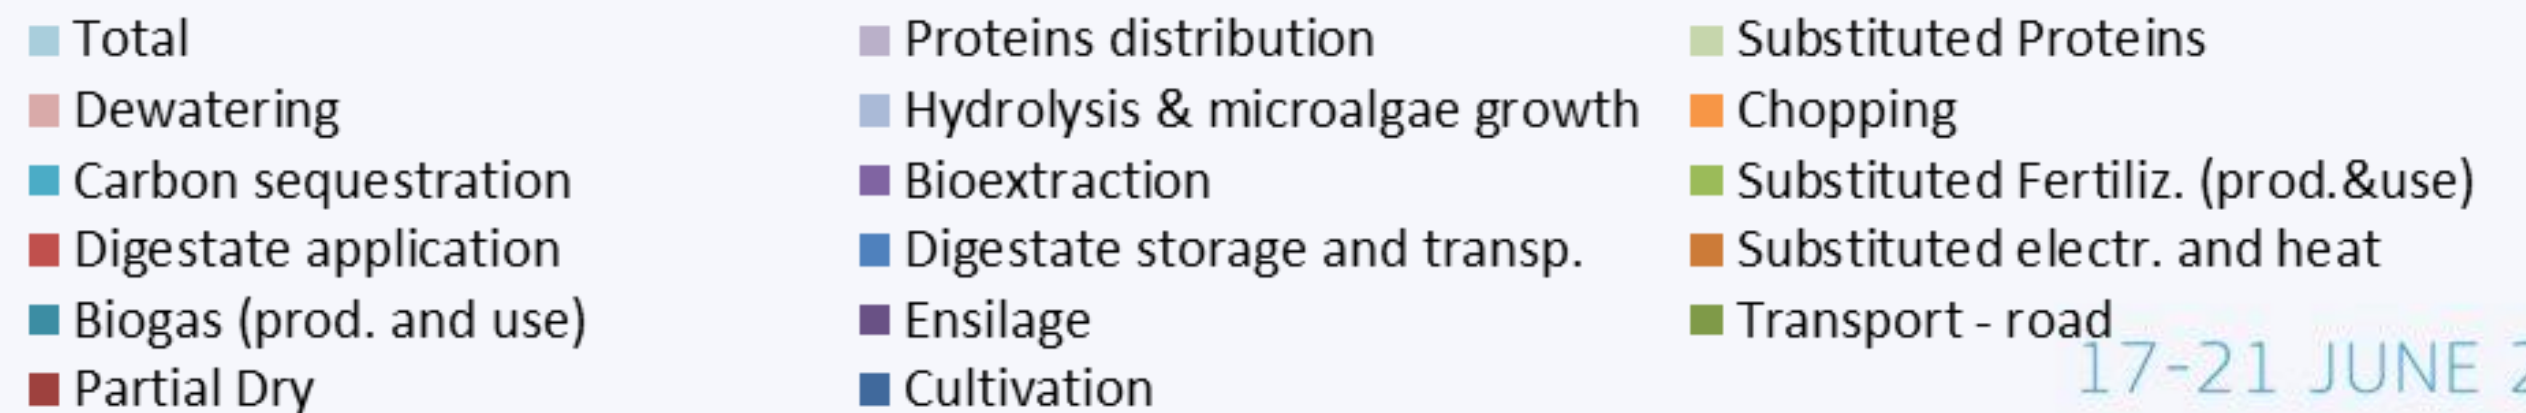 Total
Proteins distribution
Substituted Proteins
Dewatering
Hydrolysis & microalgae growth
Chopping
Carbon sequestration
Bioextraction
Substituted Fertiliz. (prod.&use)
Digestate application
Digestate storage and transp.
Substituted electr. and heat
Biogas (prod. and use)
Ensilage
Transport - road
Partial Dry
Cultivation
17-21 JUNE